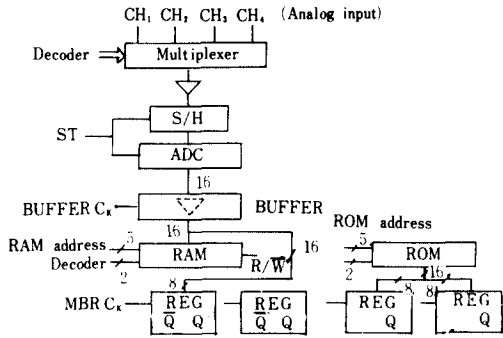 CH₁ CH₂ CH₃ CH₄ (Analog input)
Decoder
Multiplexer
S/H
ST
ADC
16
BUFFER Cₖ
BUFFER
16
16
ROM address
RAM address
5
RAM
R/W̅
5
ROM
Decoder
2
2
16
8
8
8
MBR Cₖ
REG
Q̅ Q
REG
Q̅ Q
REG
Q
REG
Q